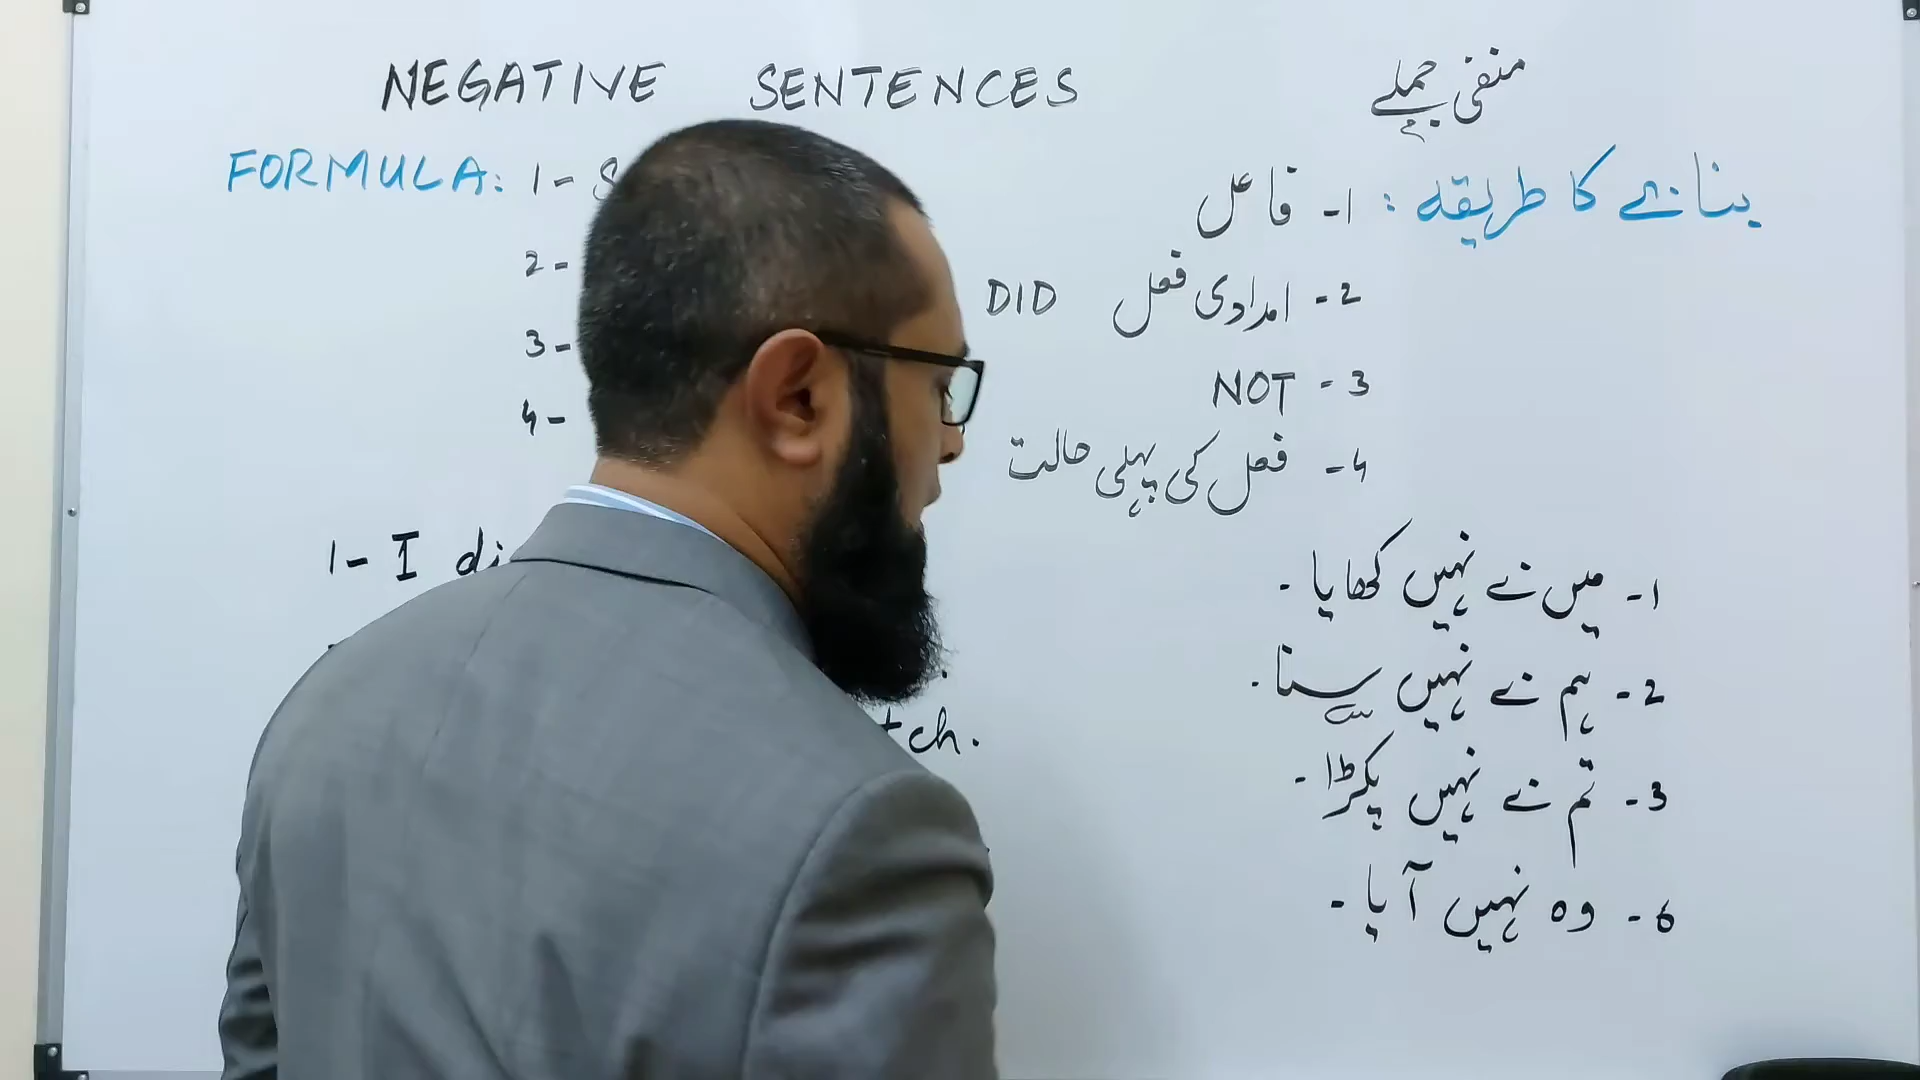 NEGATIVE SENTENCES
منفی جملے
FORMULA: 1- S
2-
3-
4-
بنانے کا طریقہ: 1- فاعل
2- امدادی فعل DID
3- NOT
4- فعل کی پہلی حالت
1- I di
tch.
1- میں نے نہیں کھایا۔
2- ہم نے نہیں سنا۔
3- تم نے نہیں پکڑا۔
6- وہ نہیں آیا۔